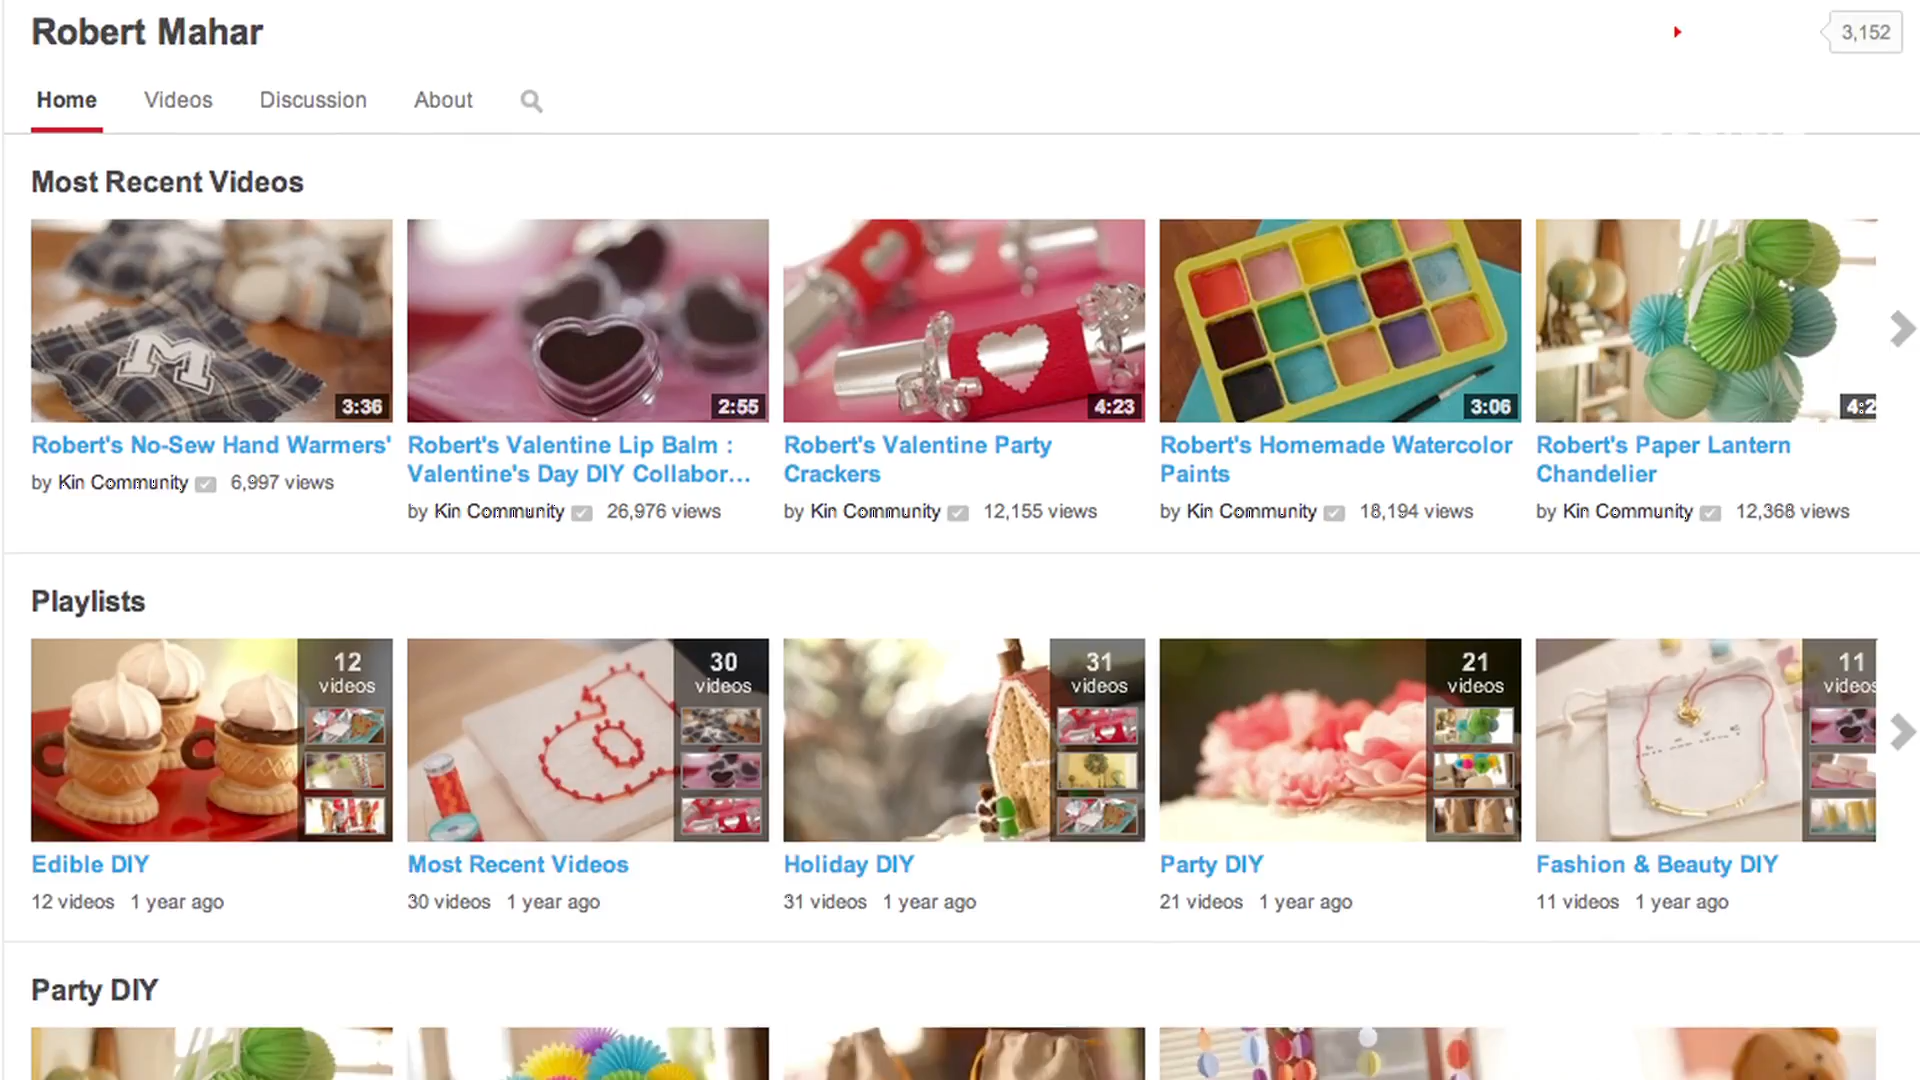 Robert Mahar
3,152
Home Videos Discussion About
Most Recent Videos
M
3:36
2:55
4:23
3:06
4:2
Robert's No-Sew Hand Warmers'
by Kin Community 6,997 views
Robert's Valentine Lip Balm :
Valentine's Day DIY Collabor...
by Kin Community 26,976 views
Robert's Valentine Party
Crackers
by Kin Community 12,155 views
Robert's Homemade Watercolor
Paints
by Kin Community 18,194 views
Robert's Paper Lantern
Chandelier
by Kin Community 12,368 views
Playlists
12
videos
30
videos
31
videos
21
videos
11
videos
Edible DIY
12 videos 1 year ago
Most Recent Videos
30 videos 1 year ago
Holiday DIY
31 videos 1 year ago
Party DIY
21 videos 1 year ago
Fashion & Beauty DIY
11 videos 1 year ago
Party DIY